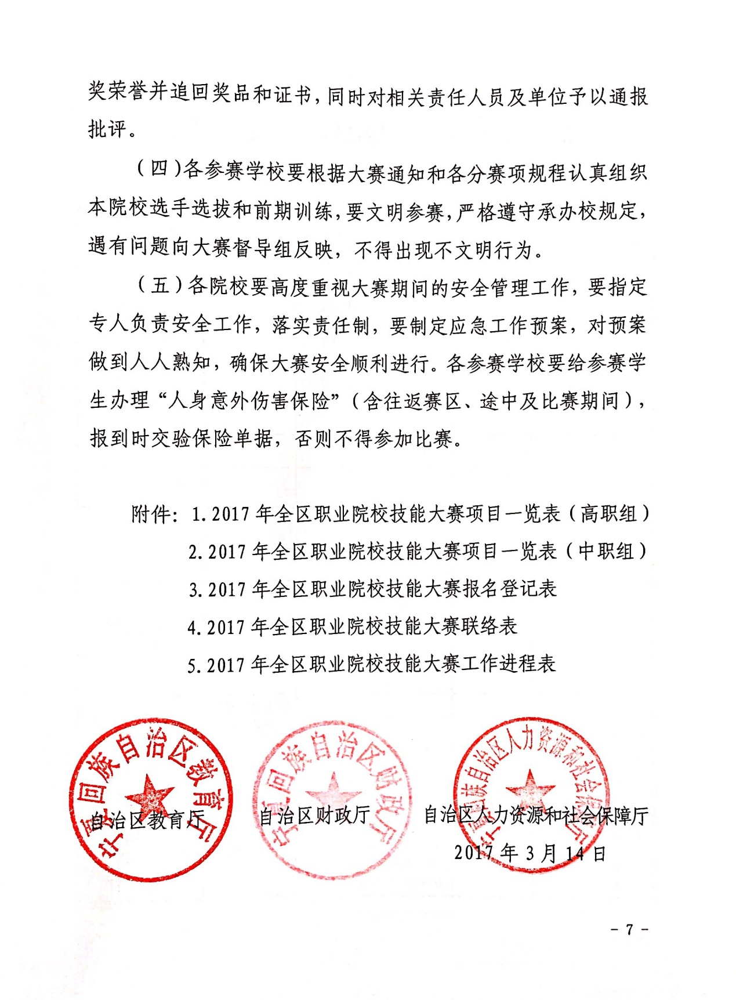 奖荣誉并追回奖品和证书，同时对相关责任人员及单位予以通报
批评。
（四）各参赛学校要根据大赛通知和各分赛项规程认真组织
本院校选手选拔和前期训练，要文明参赛，严格遵守承办校规定，
遇有问题向大赛督导组反映，不得出现不文明行为。
（五）各院校要高度重视大赛期间的安全管理工作，要指定
专人负责安全工作，落实责任制，要制定应急工作预案，对预案
做到人人熟知，确保大赛安全顺利进行。各参赛学校要给参赛学
生办理“人身意外伤害保险”（含往返赛区、途中及比赛期间），
报到时交验保险单据，否则不得参加比赛。
附件：1.2017 年全区职业院校技能大赛项目一览表（高职组）
2.2017 年全区职业院校技能大赛项目一览表（中职组）
3.2017 年全区职业院校技能大赛报名登记表
4.2017 年全区职业院校技能大赛联络表
5.2017 年全区职业院校技能大赛工作进程表
宁夏回族自治区教育厅
宁夏回族自治区财政厅
宁夏回族自治区人力资源和社会保障厅
自治区教育厅 自治区财政厅 自治区人力资源和社会保障厅
2017 年 3 月 14 日
- 7 -